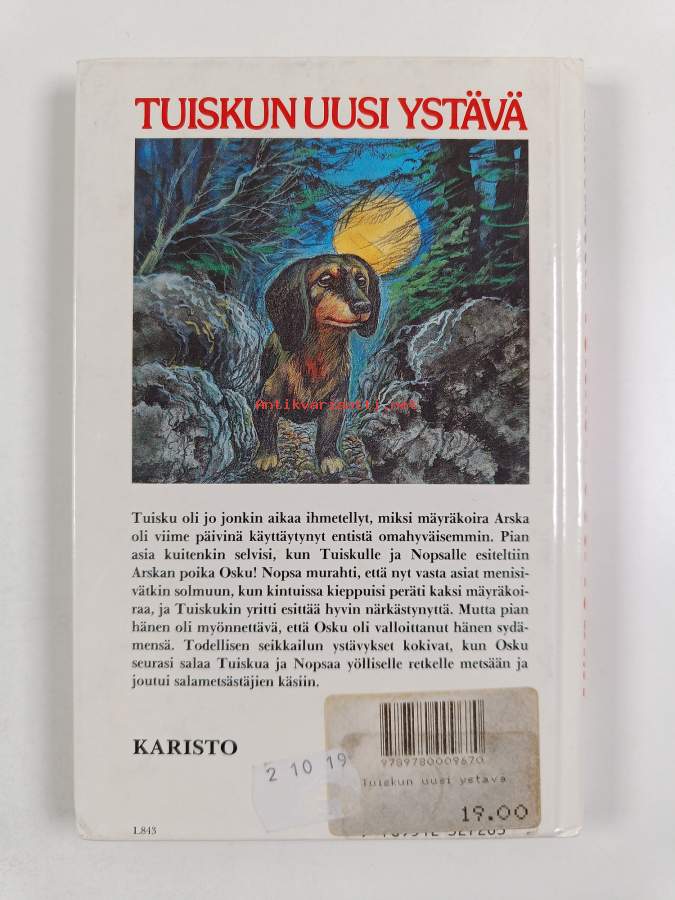 TUISKUN UUSI YSTÄVÄ
Antikvariaatti.net
Tuisku oli jo jonkin aikaa ihmetellyt, miksi mäyräkoira Arska
oli viime päivinä käyttäytynyt entistä omahyväisemmin. Pian
asia kuitenkin selvisi, kun Tuiskulle ja Nopsalle esiteltiin
Arskan poika Osku! Nopsa murahti, että nyt vasta asiat menisi-
vätkin solmuun, kun kintuissa kieppuisi peräti kaksi mäyräkoi-
raa, ja Tuiskukin yritti esittää hyvin närkästynyttä. Mutta pian
hänen oli myönnettävä, että Osku oli valloittanut hänen sydä-
mensä. Todellisen seikkailun ystävykset kokivat, kun Osku
seurasi salaa Tuiskua ja Nopsaa yölliselle retkelle metsään ja
joutui salametsästäjien käsiin.
KARISTO
2 10 19
9789780009670
Tuiskun uusi ystava
19.00
L843